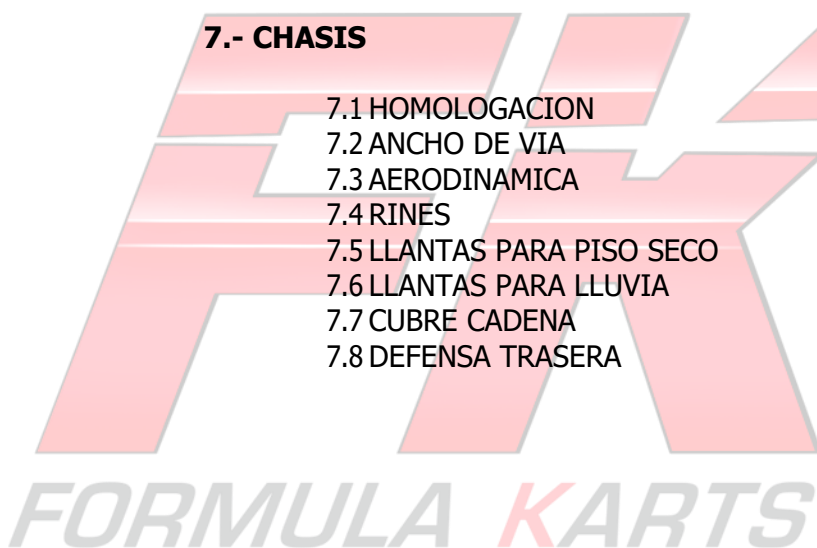 7.- CHASIS
7.1 HOMOLOGACION
7.2 ANCHO DE VIA
7.3 AERODINAMICA
7.4 RINES
7.5 LLANTAS PARA PISO SECO
7.6 LLANTAS PARA LLUVIA
7.7 CUBRE CADENA
7.8 DEFENSA TRASERA
FK
FORMULA KARTS